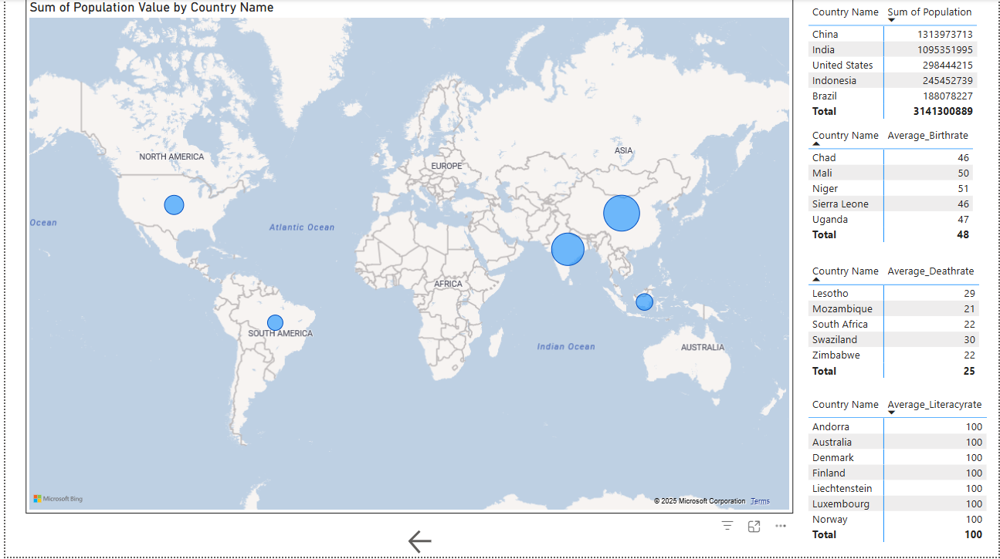 Sum of Population Value by Country Name
NORTH AMERICA
EUROPE
ASIA
Ocean
Atlantic Ocean
AFRICA
SOUTH AMERICA
Indian Ocean
AUSTRALIA
Microsoft Bing
© 2025 Microsoft Corporation Terms
Country Name Sum of Population
China 1313973713
India 1095351995
United States 298444215
Indonesia 245452739
Brazil 188078227
Total 3141300889
Country Name Average_Birthrate
Chad 46
Mali 50
Niger 51
Sierra Leone 46
Uganda 47
Total 48
Country Name Average_Deathrate
Lesotho 29
Mozambique 21
South Africa 22
Swaziland 30
Zimbabwe 22
Total 25
Country Name Average_Literacyrate
Andorra 100
Australia 100
Denmark 100
Finland 100
Liechtenstein 100
Luxembourg 100
Norway 100
Total 100